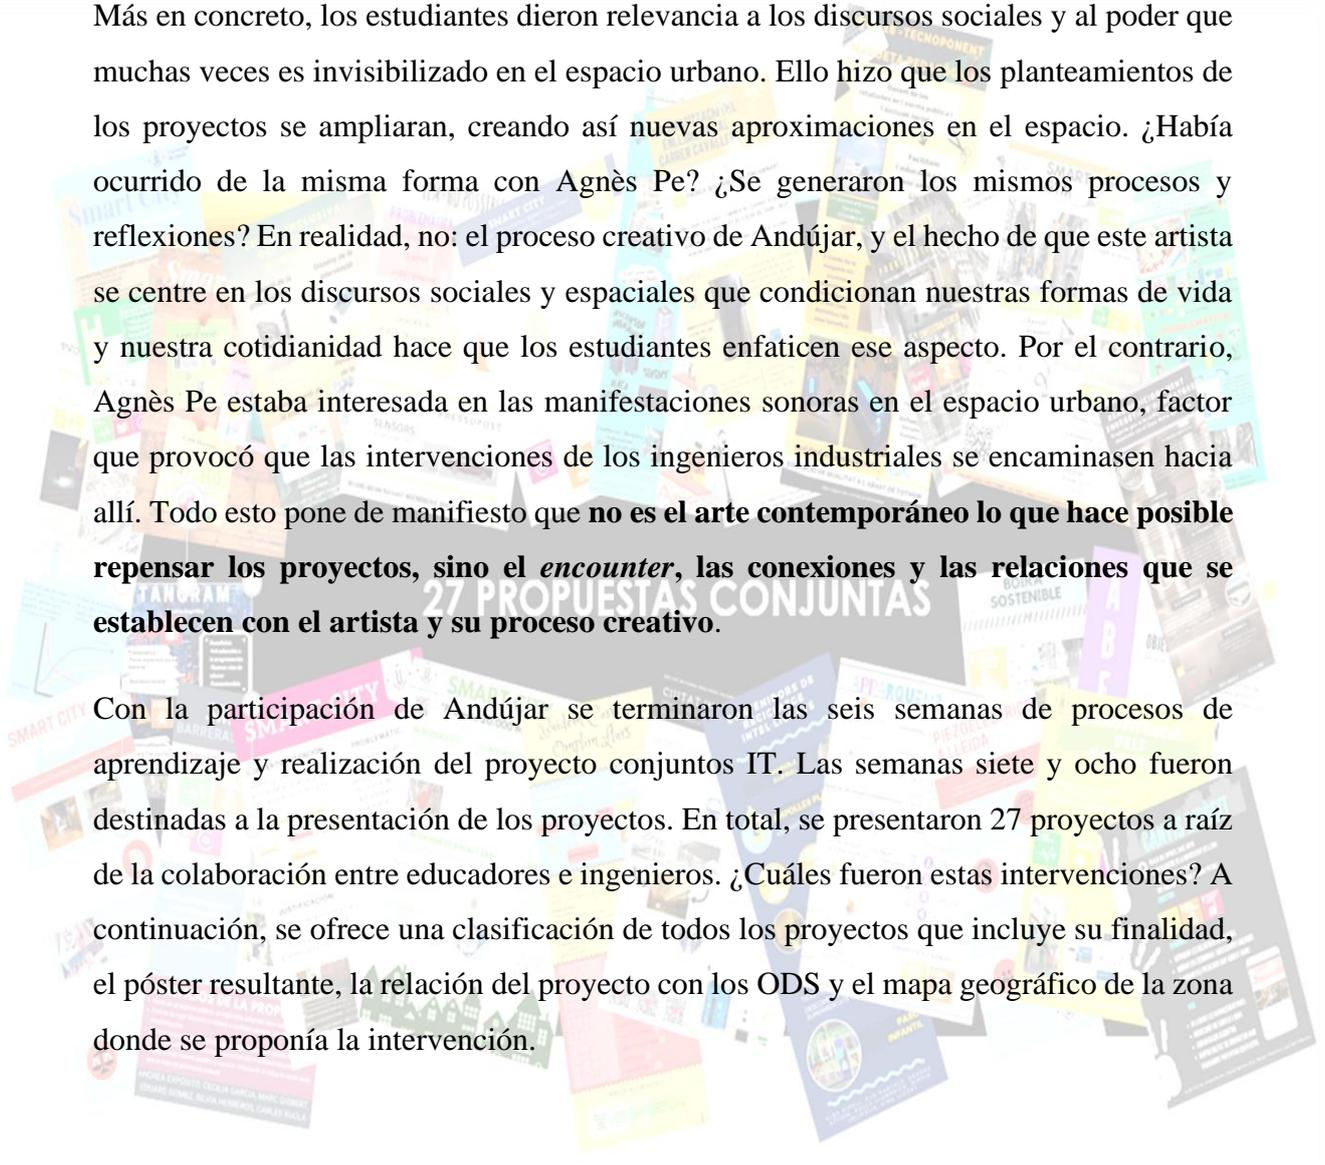 Más en concreto, los estudiantes dieron relevancia a los discursos sociales y al poder que
muchas veces es invisibilizado en el espacio urbano. Ello hizo que los planteamientos de
los proyectos se ampliaran, creando así nuevas aproximaciones en el espacio. ¿Había
ocurrido de la misma forma con Agnès Pe? ¿Se generaron los mismos procesos y
reflexiones? En realidad, no: el proceso creativo de Andújar, y el hecho de que este artista
se centre en los discursos sociales y espaciales que condicionan nuestras formas de vida
y nuestra cotidianidad hace que los estudiantes enfaticen ese aspecto. Por el contrario,
Agnès Pe estaba interesada en las manifestaciones sonoras en el espacio urbano, factor
que provocó que las intervenciones de los ingenieros industriales se encaminasen hacia
allí. Todo esto pone de manifiesto que no es el arte contemporáneo lo que hace posible
repensar los proyectos, sino el encounter, las conexiones y las relaciones que se
27 PROPUESTAS CONJUNTAS
establecen con el artista y su proceso creativo.
Con la participación de Andújar se terminaron las seis semanas de procesos de
aprendizaje y realización del proyecto conjuntos IT. Las semanas siete y ocho fueron
destinadas a la presentación de los proyectos. En total, se presentaron 27 proyectos a raíz
de la colaboración entre educadores e ingenieros. ¿Cuáles fueron estas intervenciones? A
continuación, se ofrece una clasificación de todos los proyectos que incluye su finalidad,
el póster resultante, la relación del proyecto con los ODS y el mapa geográfico de la zona
donde se proponía la intervención.
TANGRAM
SMART CITY
SMART CITY
SMART CITY
Smart City
SOSTENIBLE
BARRERA
SENSORS